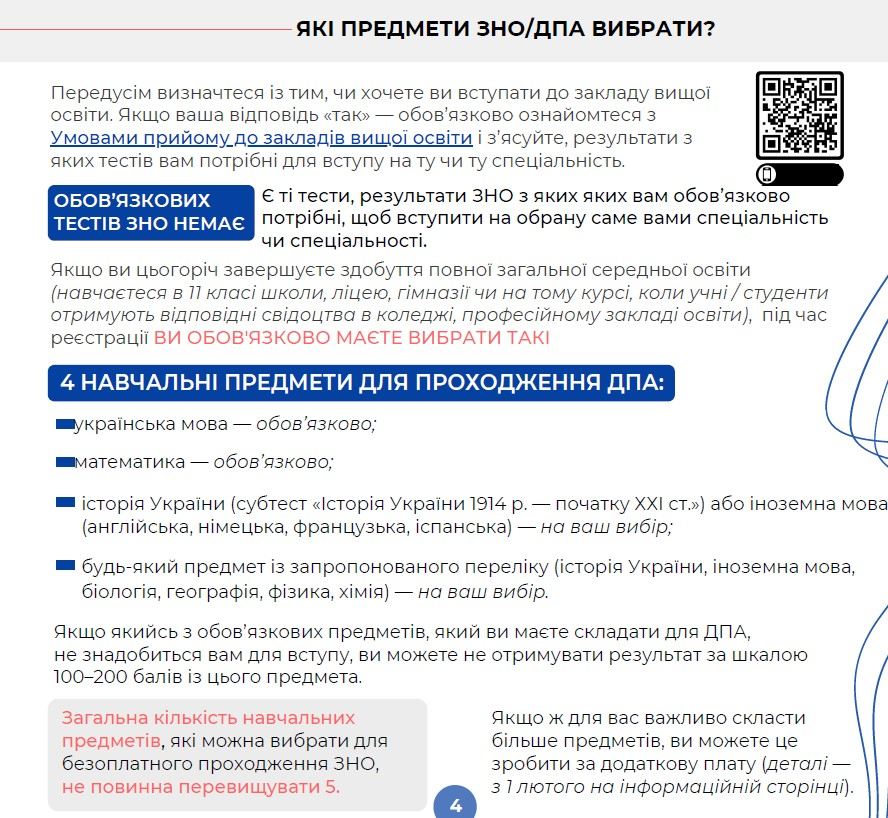 ЯКІ ПРЕДМЕТИ ЗНО/ДПА ВИБРАТИ?
Передусім визначтеся із тим, чи хочете ви вступати до закладу вищої
освіти. Якщо ваша відповідь «так» — обов’язково ознайомтеся з
Умовами прийому до закладів вищої освіти і з’ясуйте, результати з
яких тестів вам потрібні для вступу на ту чи ту спеціальність.
ОБОВ’ЯЗКОВИХ
ТЕСТІВ ЗНО НЕМАЄ
Є ті тести, результати ЗНО з яких яких вам обов’язково
потрібні, щоб вступити на обрану саме вами спеціальність
чи спеціальності.
Якщо ви цьогоріч завершуєте здобуття повної загальної середньої освіти
(навчаєтеся в 11 класі школи, ліцею, гімназії чи на тому курсі, коли учні / студенти
отримують відповідні свідоцтва в коледжі, професійному закладі освіти), під час
реєстрації ВИ ОБОВ'ЯЗКОВО МАЄТЕ ВИБРАТИ ТАКІ
4 НАВЧАЛЬНІ ПРЕДМЕТИ ДЛЯ ПРОХОДЖЕННЯ ДПА:
українська мова — обов’язково;
математика — обов’язково;
історія України (субтест «Історія України 1914 р. — початку ХХІ ст.») або іноземна мова
(англійська, німецька, французька, іспанська) — на ваш вибір;
будь-який предмет із запропонованого переліку (історія України, іноземна мова,
біологія, географія, фізика, хімія) — на ваш вибір.
Якщо якийсь з обов’язкових предметів, який ви маєте складати для ДПА,
не знадобиться вам для вступу, ви можете не отримувати результат за шкалою
100–200 балів із цього предмета.
Загальна кількість навчальних
предметів, які можна вибрати для
безоплатного проходження ЗНО,
не повинна перевищувати 5.
Якщо ж для вас важливо скласти
більше предметів, ви можете це
зробити за додаткову плату (деталі —
з 1 лютого на інформаційній сторінці).
4